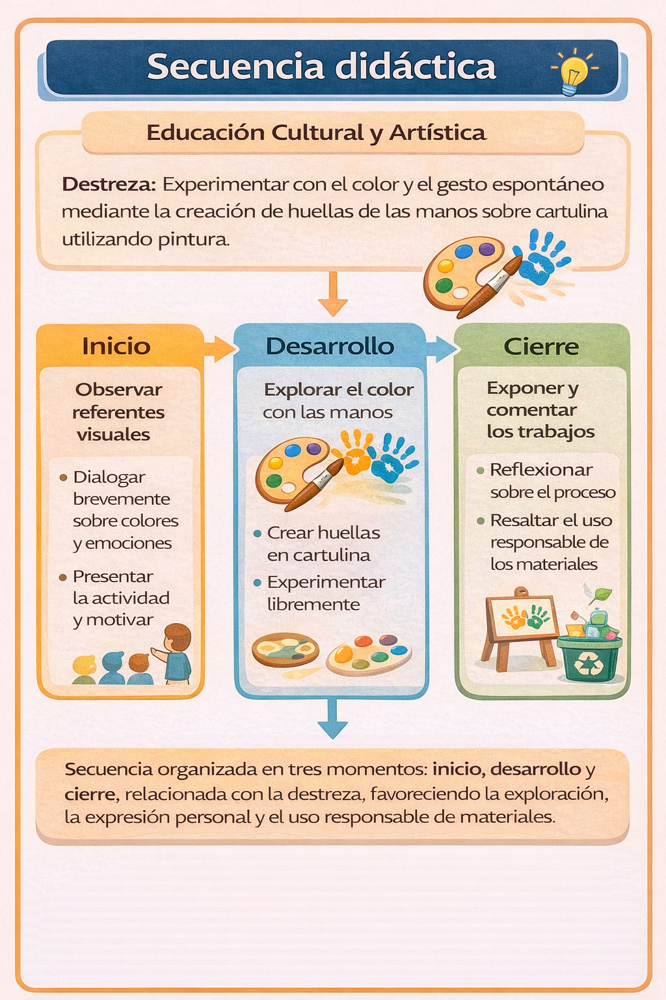 Secuencia didáctica
Educación Cultural y Artística
Destreza: Experimentar con el color y el gesto espontáneo
mediante la creación de huellas de las manos sobre cartulina
utilizando pintura.
Inicio
Observar
referentes
visuales
• Dialogar
brevemente
sobre colores
y emociones
• Presentar
la actividad
y motivar
Desarrollo
Explorar el color
con las manos
• Crear huellas
en cartulina
• Experimentar
libremente
Cierre
Exponer y
comentar
los trabajos
• Reflexionar
sobre el proceso
• Resaltar el uso
responsable de
los materiales
Secuencia organizada en tres momentos: inicio, desarrollo y
cierre, relacionada con la destreza, favoreciendo la exploración,
la expresión personal y el uso responsable de materiales.